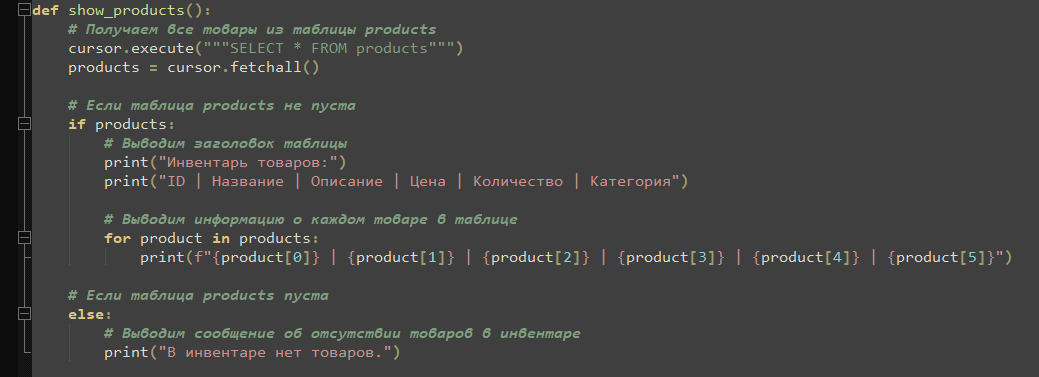 def show_products():
    # Получаем все товары из таблицы products
    cursor.execute("""SELECT * FROM products""")
    products = cursor.fetchall()

    # Если таблица products не пуста
    if products:
        # Выводим заголовок таблицы
        print("Инвентарь товаров:")
        print("ID | Название | Описание | Цена | Количество | Категория")

        # Выводим информацию о каждом товаре в таблице
        for product in products:
            print(f"{product[0]} | {product[1]} | {product[2]} | {product[3]} | {product[4]} | {product[5]}")

    # Если таблица products пуста
    else:
        # Выводим сообщение об отсутствии товаров в инвентаре
        print("В инвентаре нет товаров.")